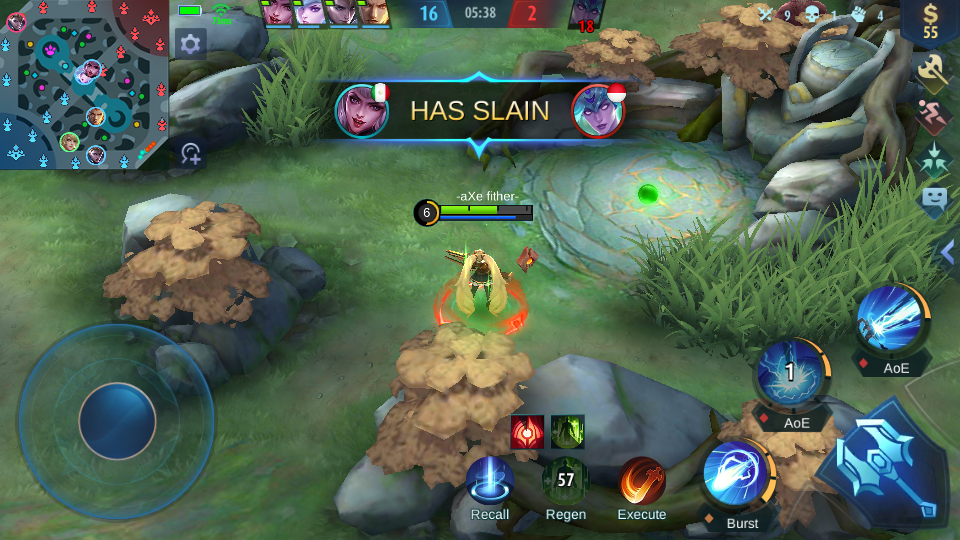 16 05:38 2
9 1 4
$
55
18
HAS SLAIN
-aXe fither-
6
AoE
1
AoE
57
Recall Regen Execute Burst